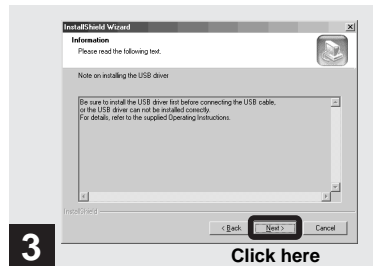 InstallShield Wizard
Information
Please read the following text.
Note on installing the USB driver
Be sure to install the USB driver first before connecting the USB cable,
or the USB driver can not be installed correctly.
For details, refer to the supplied Operating Instructions.
InstallShield
< Back
Next >
Cancel
3
Click here